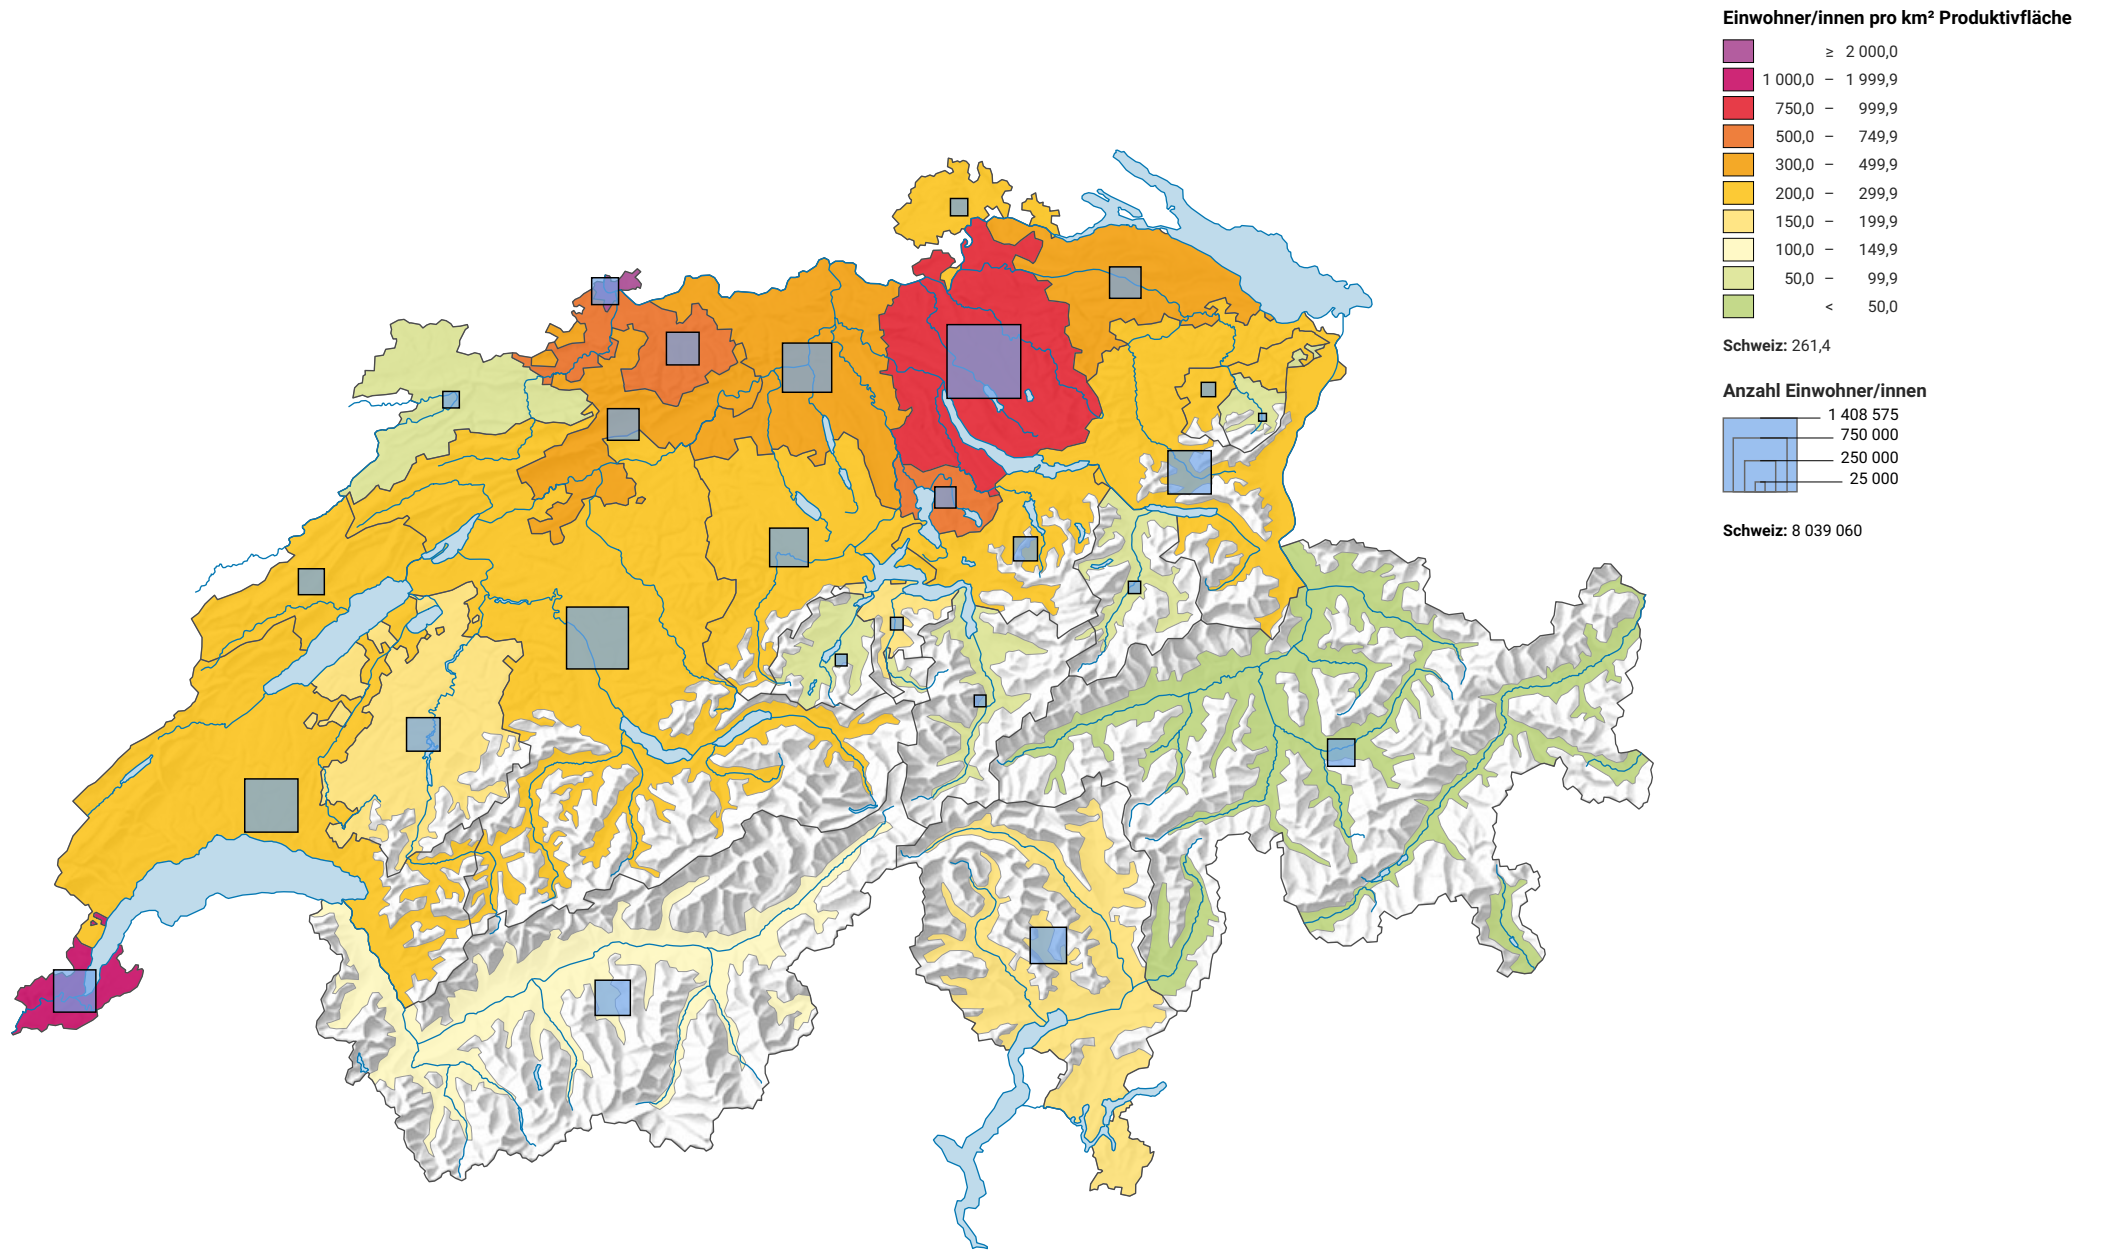 Einwohner/innen pro km² Produktivfläche
≥ 2 000,0
1 000,0 – 1 999,9
750,0 – 999,9
500,0 – 749,9
300,0 – 499,9
200,0 – 299,9
150,0 – 199,9
100,0 – 149,9
50,0 – 99,9
< 50,0
Schweiz: 261,4
Anzahl Einwohner/innen
1 408 575
750 000
250 000
25 000
Schweiz: 8 039 060